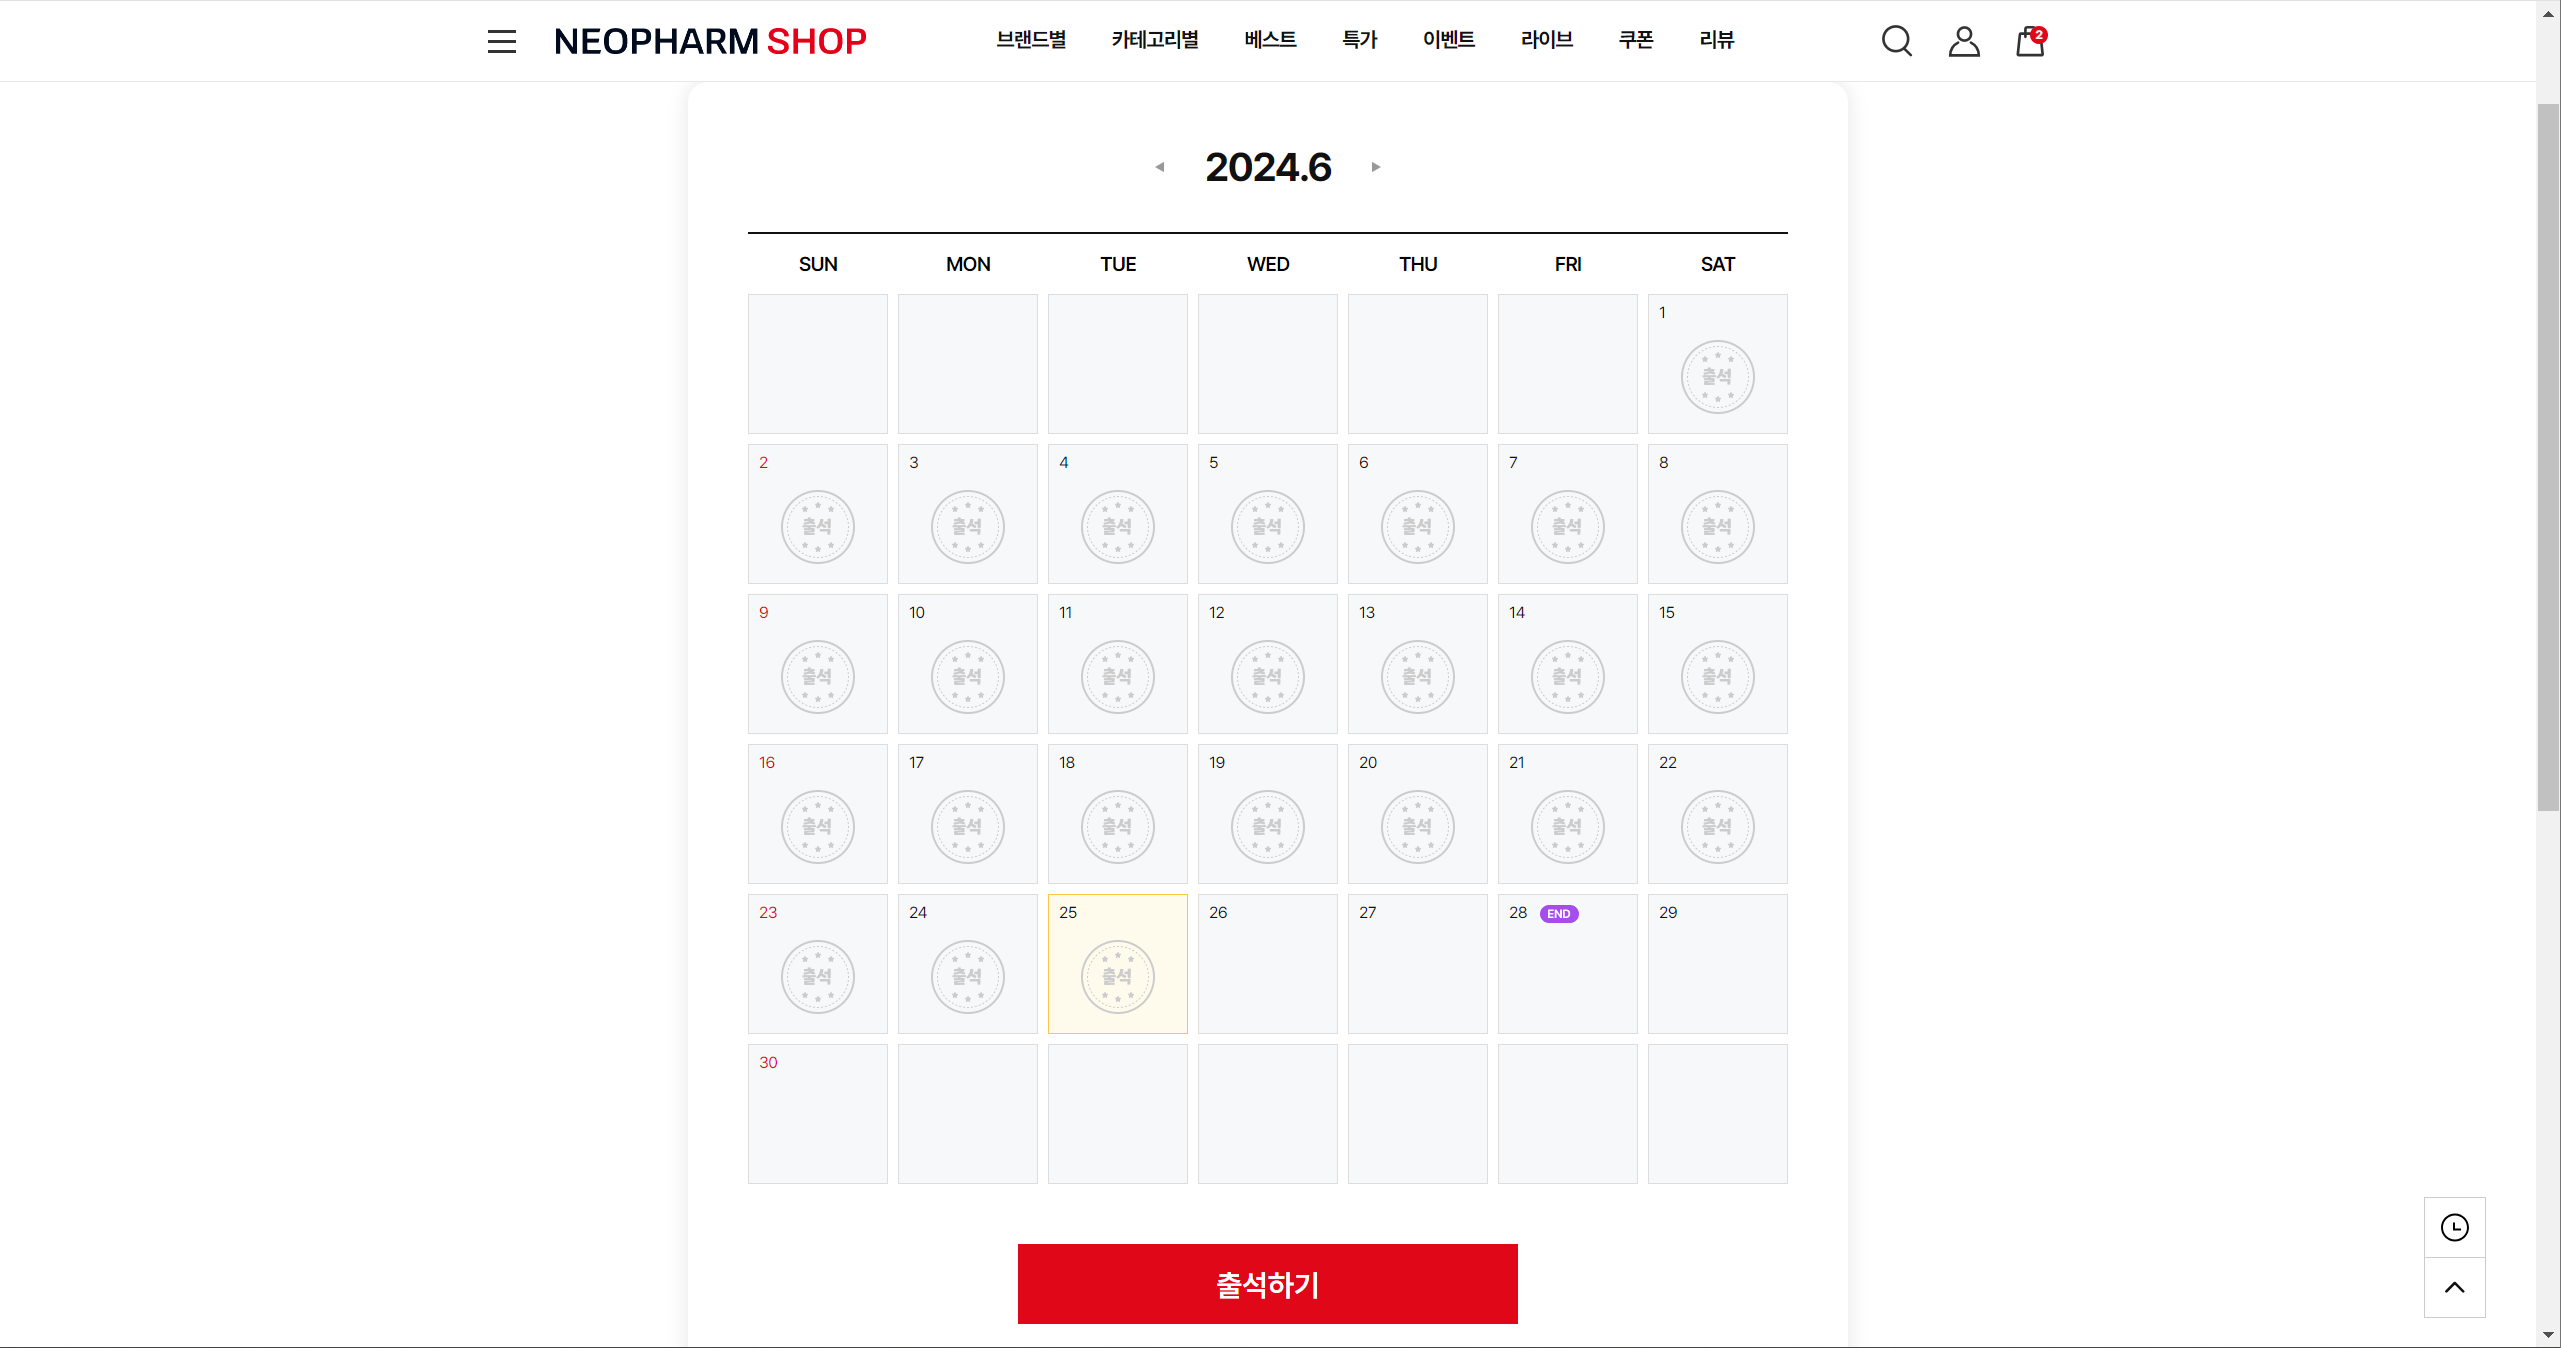 NEOPHARM SHOP
브랜드별 카테고리별 베스트 특가 이벤트 라이브 쿠폰 리뷰
2
2024.6
SUN MON TUE WED THU FRI SAT
1
출석
2 3 4 5 6 7 8
출석 출석 출석 출석 출석 출석 출석
9 10 11 12 13 14 15
출석 출석 출석 출석 출석 출석 출석
16 17 18 19 20 21 22
출석 출석 출석 출석 출석 출석 출석
23 24 25 26 27 28 END 29
출석 출석 출석
30
출석하기